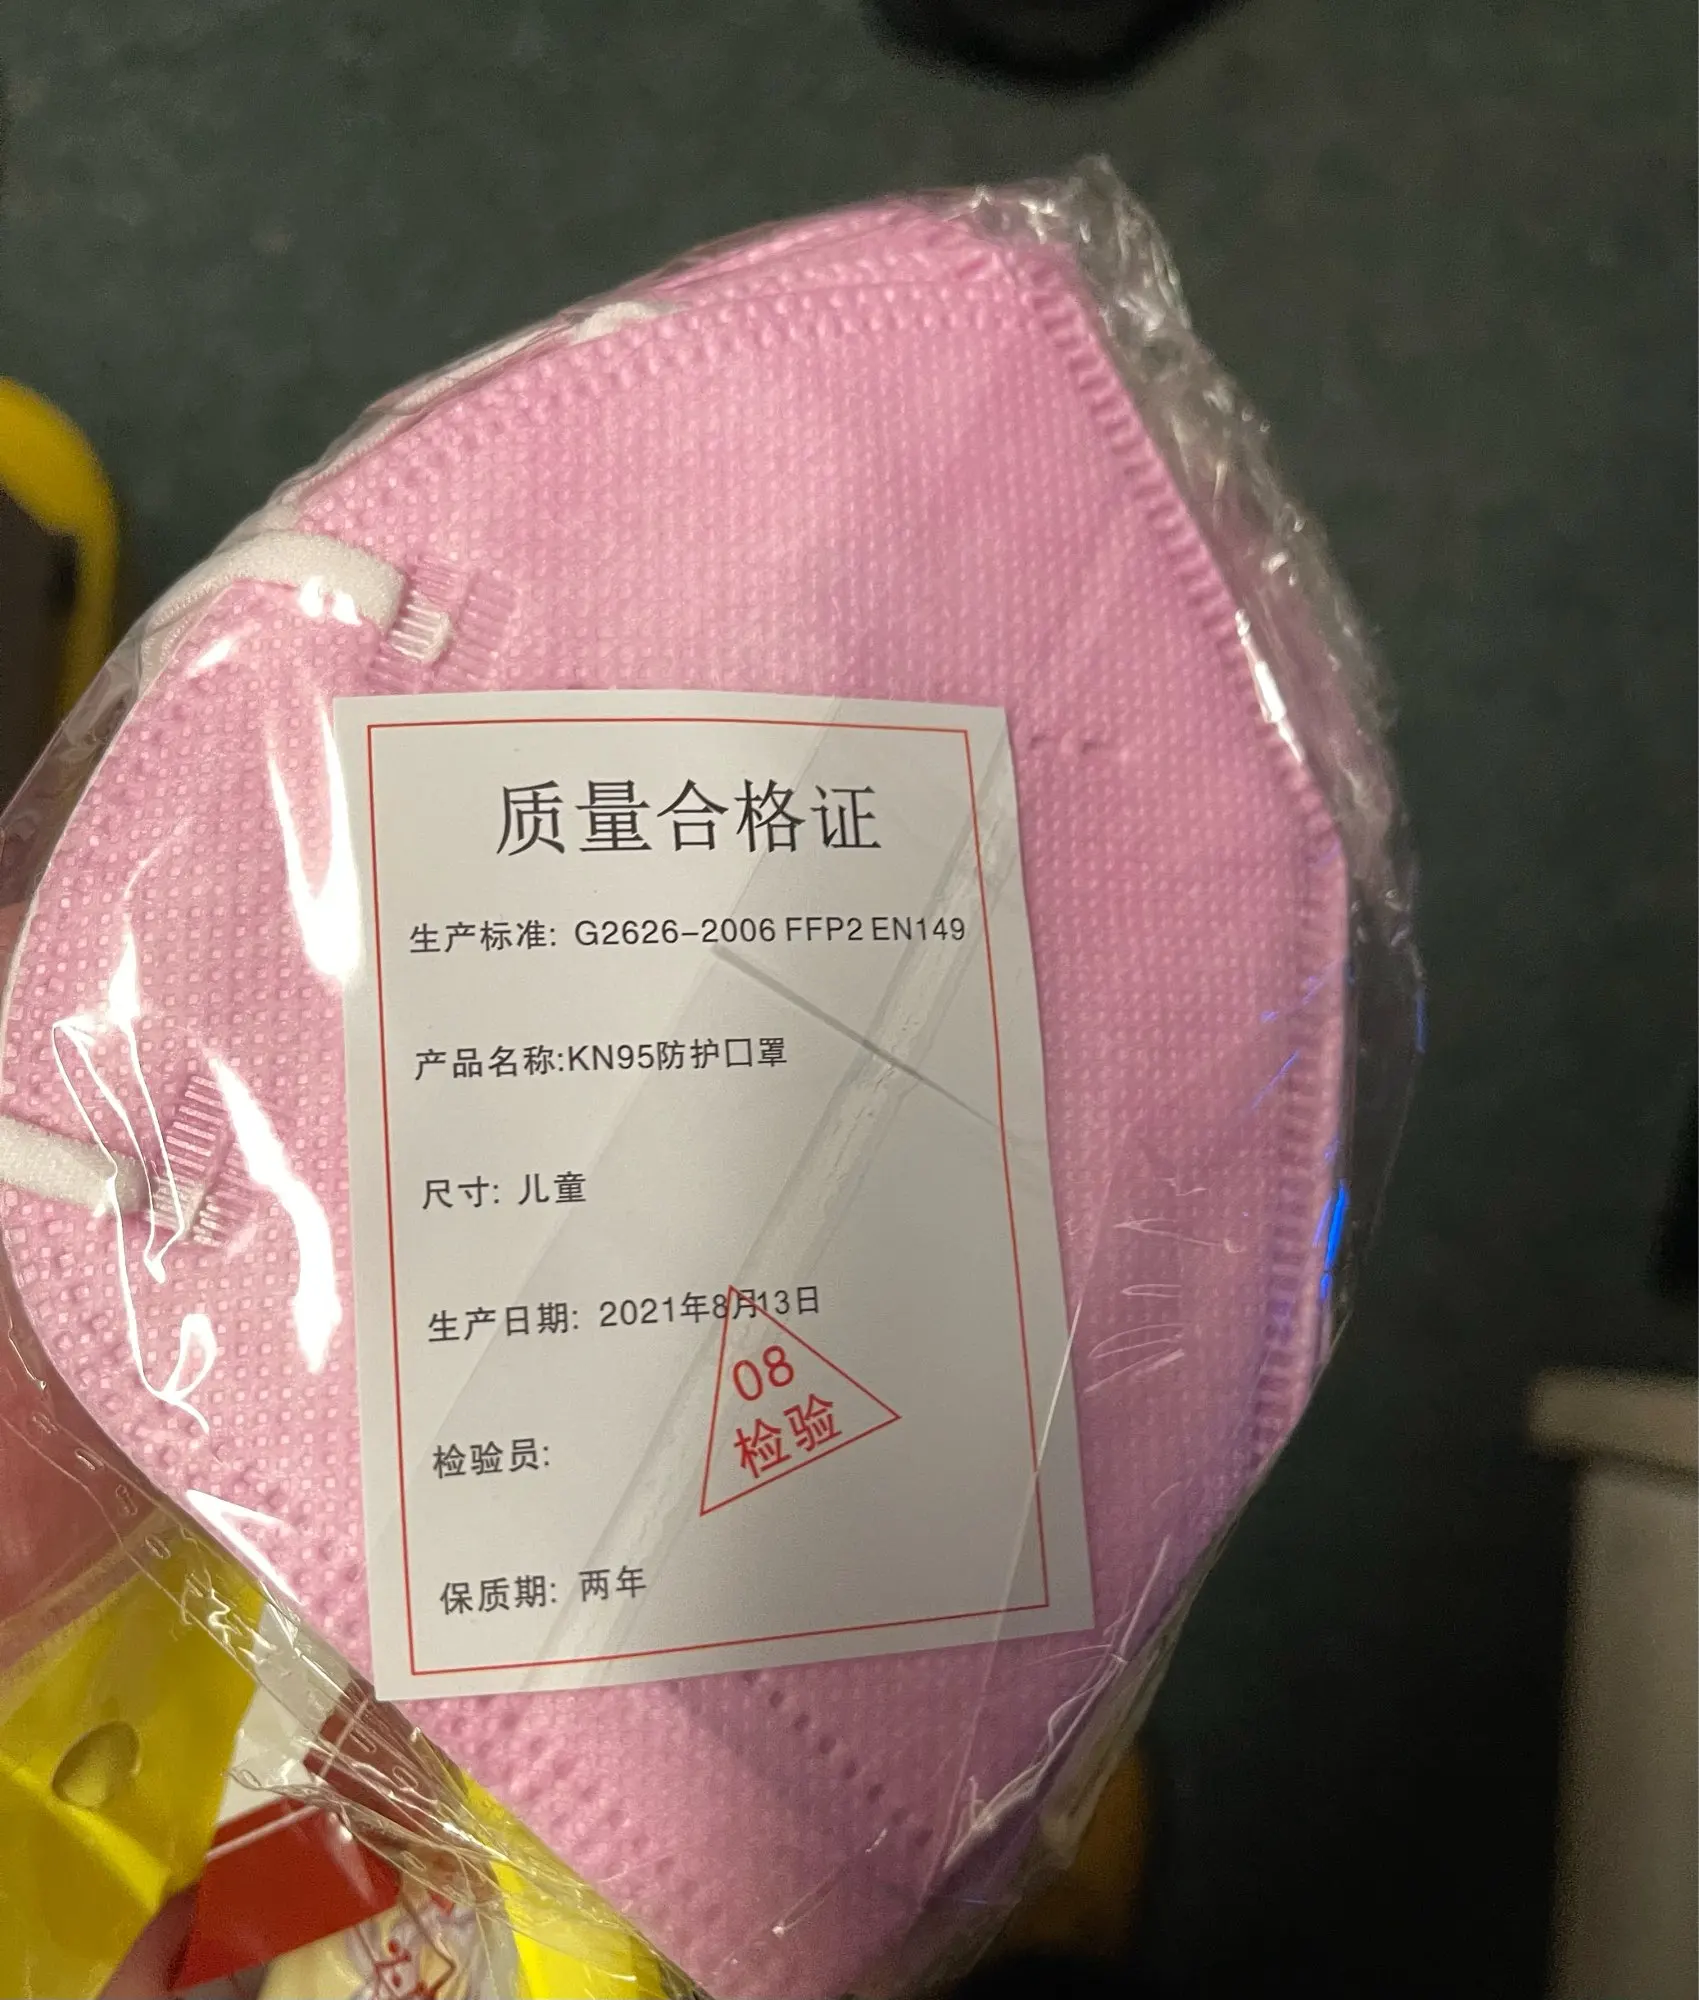 质量合格证
生产标准: G2626-2006 FFP2 EN149
产品名称:KN95防护口罩
尺寸: 儿童
生产日期: 2021年8月13日
08
检验
检验员:
保质期: 两年